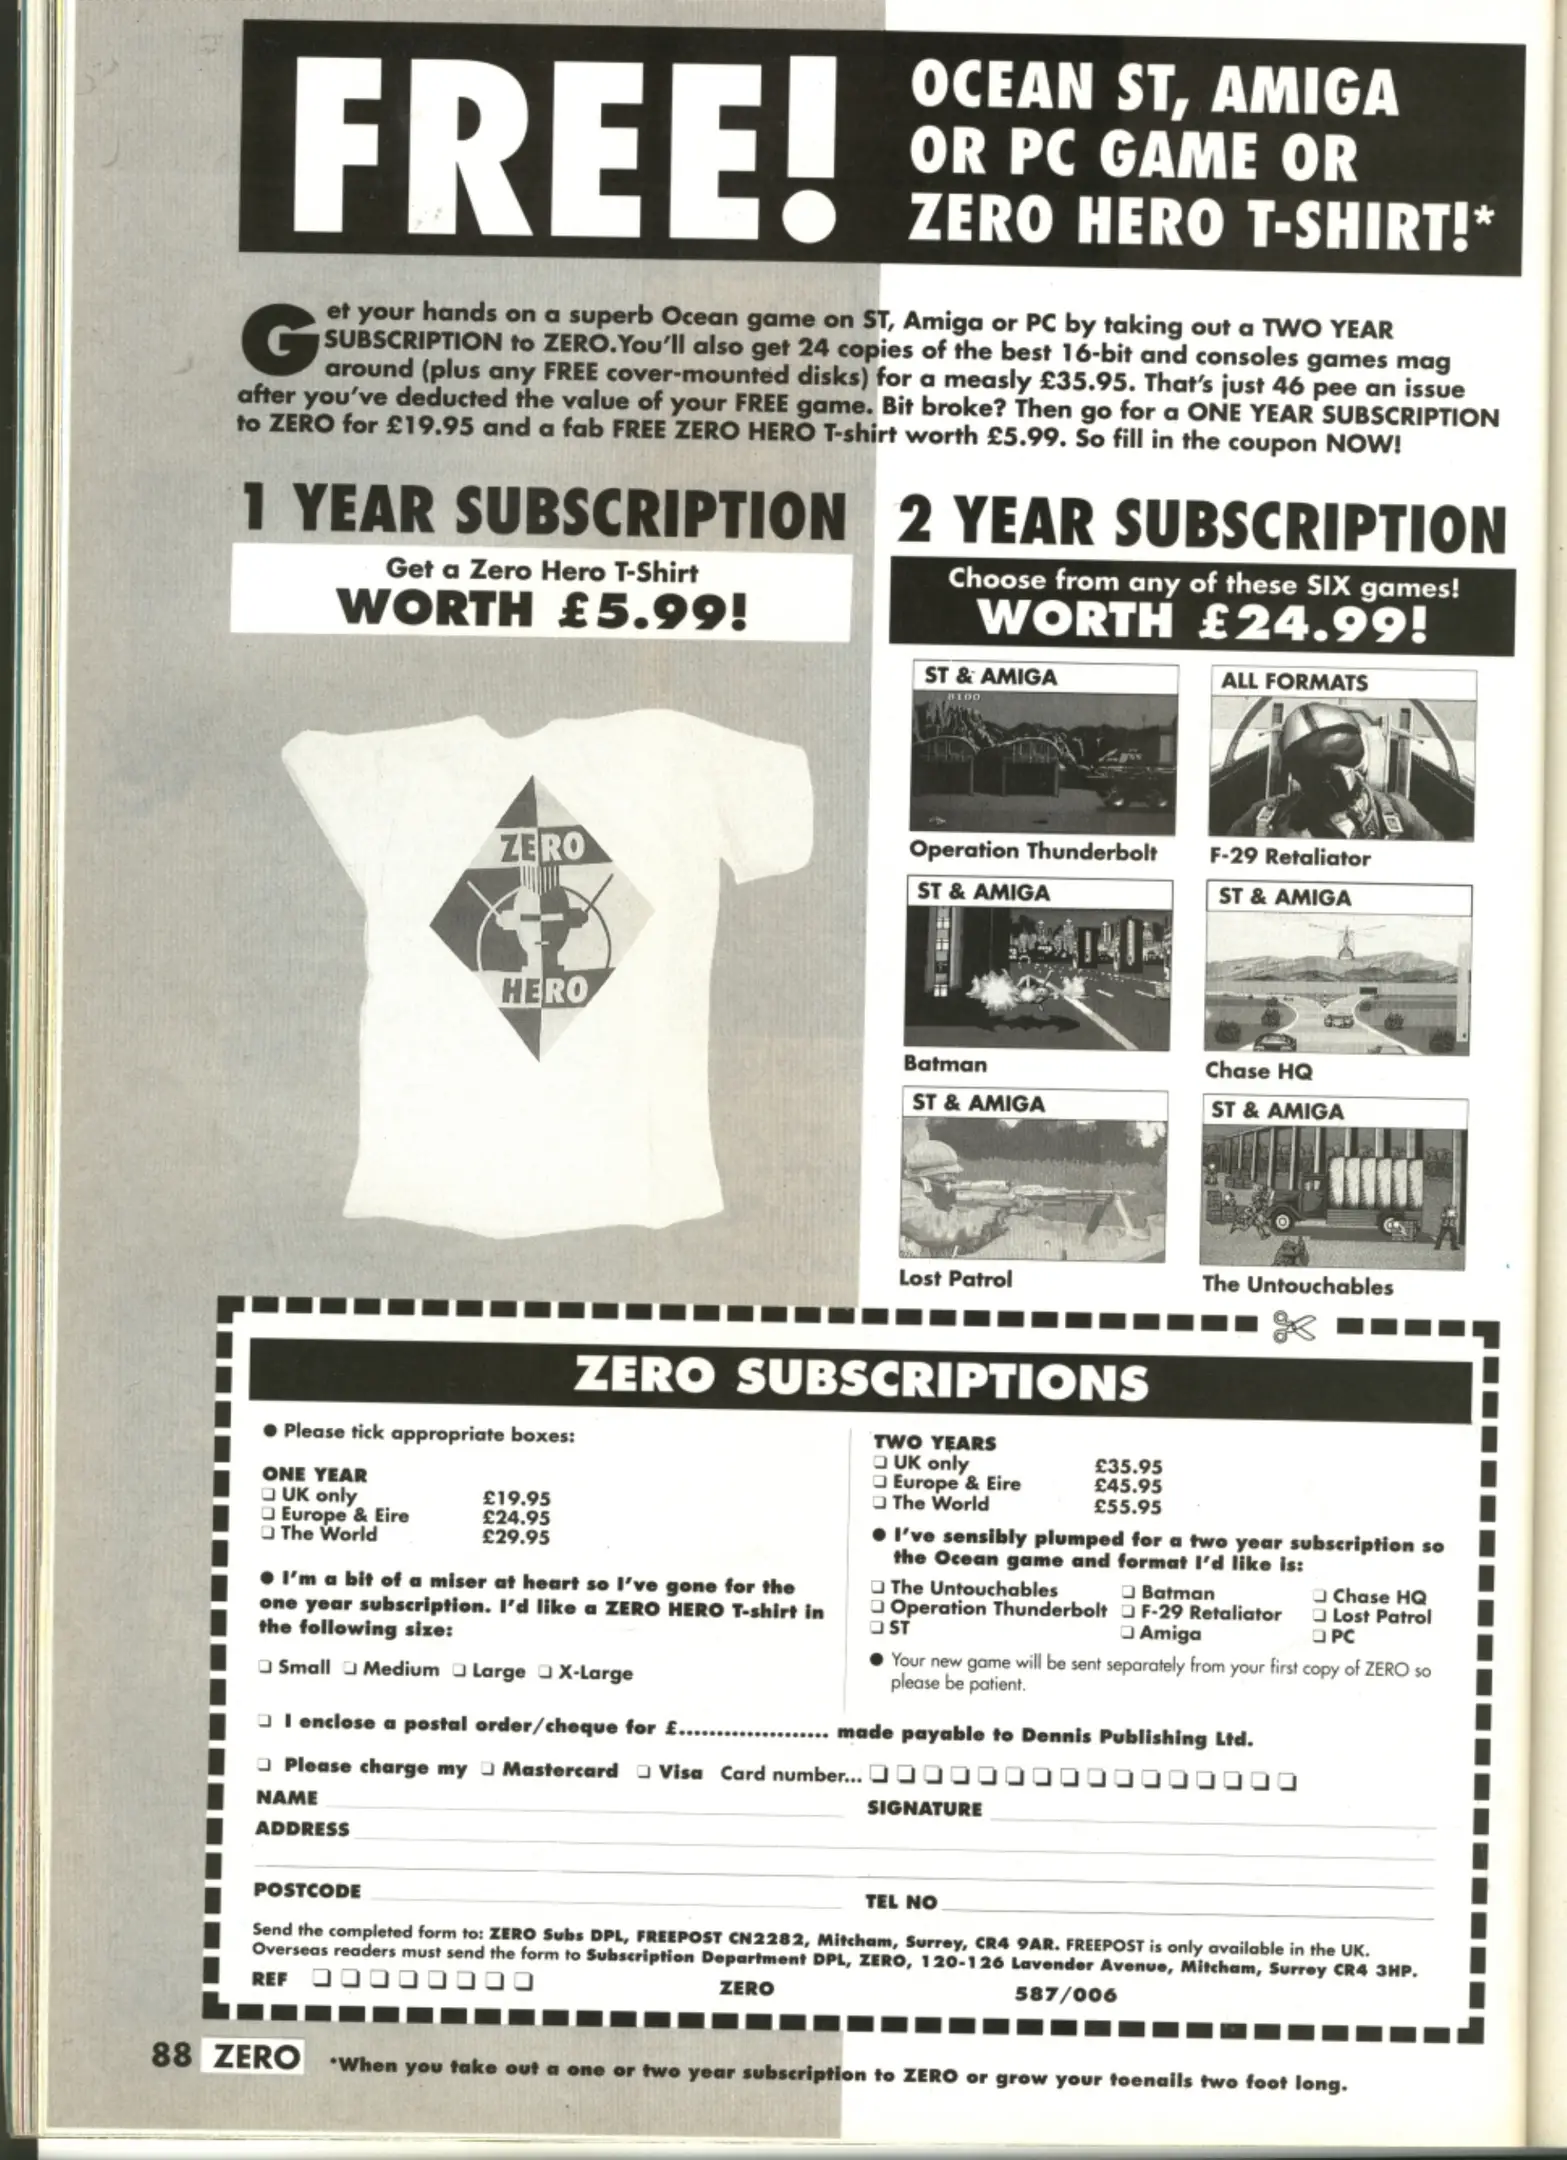 FREE!
OCEAN ST, AMIGA
OR PC GAME OR
ZERO HERO T-SHIRT!*
Get your hands on a superb Ocean game on ST, Amiga or PC by taking out a TWO YEAR
SUBSCRIPTION to ZERO.You'll also get 24 copies of the best 16-bit and consoles games mag
around (plus any FREE cover-mounted disks) for a measly £35.95. That's just 46 pee an issue
after you've deducted the value of your FREE game. Bit broke? Then go for a ONE YEAR SUBSCRIPTION
to ZERO for £19.95 and a fab FREE ZERO HERO T-shirt worth £5.99. So fill in the coupon NOW!
1 YEAR SUBSCRIPTION
Get a Zero Hero T-Shirt
WORTH £5.99!
ZERO
HERO
2 YEAR SUBSCRIPTION
Choose from any of these SIX games!
WORTH £24.99!
ST & AMIGA
8100
Operation Thunderbolt
ALL FORMATS
F-29 Retaliator
ST & AMIGA
Batman
ST & AMIGA
Chase HQ
ST & AMIGA
Lost Patrol
ST & AMIGA
The Untouchables
ZERO SUBSCRIPTIONS
● Please tick appropriate boxes:
ONE YEAR
❏ UK only £19.95
❏ Europe & Eire £24.95
❏ The World £29.95
● I'm a bit of a miser at heart so I've gone for the
one year subscription. I'd like a ZERO HERO T-shirt in
the following size:
❏ Small ❏ Medium ❏ Large ❏ X-Large
TWO YEARS
❏ UK only £35.95
❏ Europe & Eire £45.95
❏ The World £55.95
● I've sensibly plumped for a two year subscription so
the Ocean game and format I'd like is:
❏ The Untouchables ❏ Batman ❏ Chase HQ
❏ Operation Thunderbolt ❏ F-29 Retaliator ❏ Lost Patrol
❏ ST ❏ Amiga ❏ PC
● Your new game will be sent separately from your first copy of ZERO so
please be patient.
❏ I enclose a postal order/cheque for £.................... made payable to Dennis Publishing Ltd.
❏ Please charge my ❏ Mastercard ❏ Visa Card number... ❏ ❏ ❏ ❏ ❏ ❏ ❏ ❏ ❏ ❏ ❏ ❏ ❏ ❏ ❏ ❏
NAME
SIGNATURE
ADDRESS
POSTCODE
TEL NO
Send the completed form to: ZERO Subs DPL, FREEPOST CN2282, Mitcham, Surrey, CR4 9AR. FREEPOST is only available in the UK.
Overseas readers must send the form to Subscription Department DPL, ZERO, 120-126 Lavender Avenue, Mitcham, Surrey CR4 3HP.
REF ❏ ❏ ❏ ❏ ❏ ❏ ❏ ❏ ZERO 587/006
88 ZERO
*When you take out a one or two year subscription to ZERO or grow your toenails two foot long.